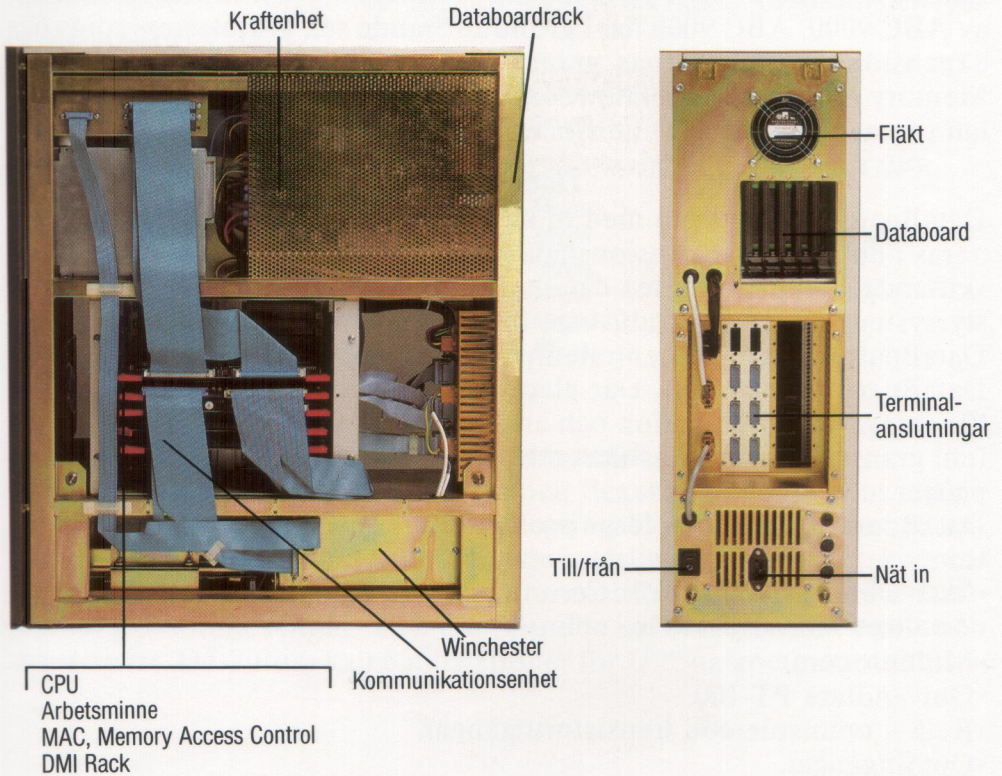 Kraftenhet
Databoardrack
Fläkt
Databoard
Terminal-
anslutningar
Till/från
Nät in
Winchester
Kommunikationsenhet
CPU
Arbetsminne
MAC, Memory Access Control
DMI Rack